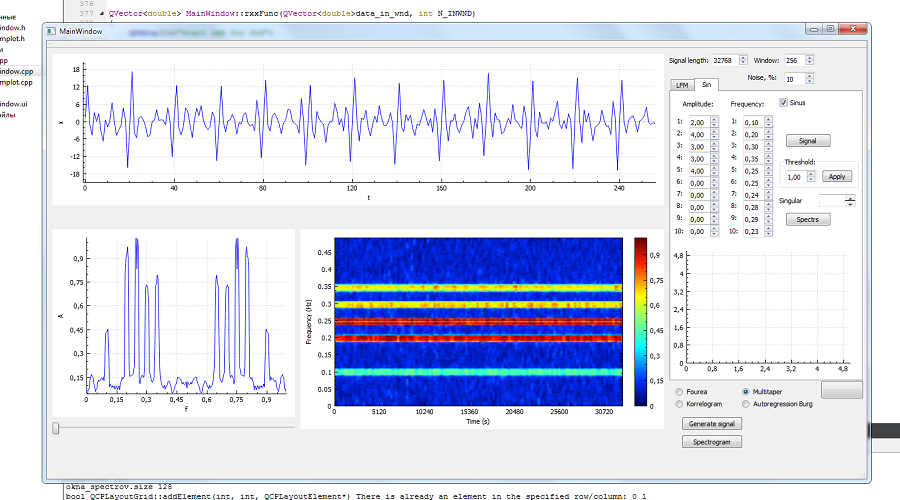 376
377 QVector<double> MainWindow::rxxFunc(QVector<double>data_in_wnd, int N_INWND)
нные
indow.h
mplot.h
и
pp
indow.cpp
mplot.cpp
indow.ui
йлы
MainWindow
18
12
6
0
-6
-12
-18
x
0 40 80 120 160 200 240
t
0,9
0,75
0,6
0,45
0,3
0,15
A
0 0,15 0,3 0,45 0,6 0,75 0,9
f
0.45
0.4
0.35
0.3
0.25
0.2
0.15
0.1
0.05
0
Frequency (Hz)
0 5120 10240 15360 20480 25600 30720
Time (s)
0,9
0,75
0,6
0,45
0,3
0,15
0
Signal length: 32768 Window: 256
Noise, %: 10
LFM Sin
Amplitude: Frequency: Sinus
1: 2,00 1: 0,10
2: 4,00 2: 0,20
3: 3,00 3: 0,30
4: 3,00 4: 0,35
5: 4,00 5: 0,25
6: 0,00 6: 0,25
7: 0,00 7: 0,24
8: 0,00 8: 0,28
9: 0,00 9: 0,29
10: 0,00 10: 0,23
Signal
Threshold:
1,00 Apply
Singular
Spectrs
4,8
4
3,2
2,4
1,6
0,8
0
0 0,8 1,6 2,4 3,2 4 4,8
Fourea Multitaper
Korrelogram Autoregression Burg
Generate signal
Spectrogram
okna_spectrov.size 128
bool QCPLayoutGrid::addElement(int, int, QCPLayoutElement*) There is already an element in the specified row/column: 0 1